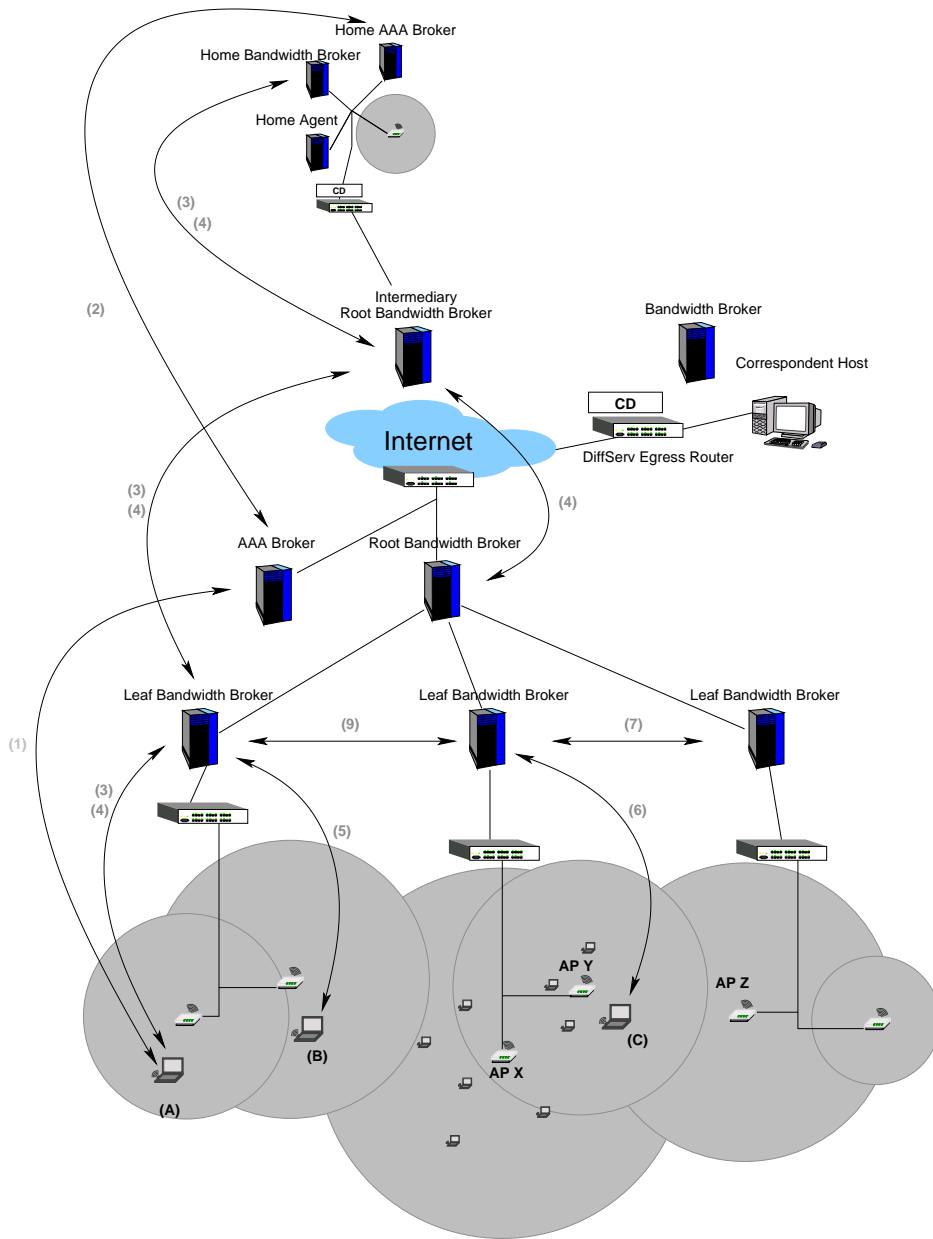 Home AAA Broker
Home Bandwidth Broker
Home Agent
CD
(3)
(4)
(2)
Intermediary
Root Bandwidth Broker
Bandwidth Broker
Correspondent Host
CD
Internet
DiffServ Egress Router
(3)
(4)
(4)
AAA Broker
Root Bandwidth Broker
Leaf Bandwidth Broker
Leaf Bandwidth Broker
Leaf Bandwidth Broker
(1)
(9)
(7)
(3)
(4)
(5)
(6)
AP Y
AP Z
(B)
(C)
AP X
(A)